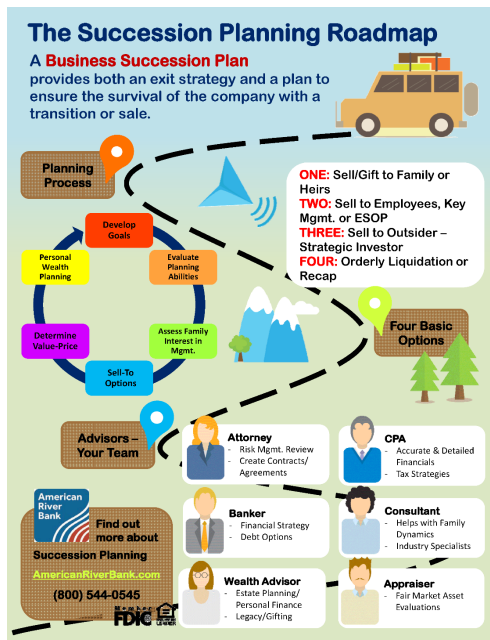 The Succession Planning Roadmap
A Business Succession Plan
provides both an exit strategy and a plan to
ensure the survival of the company with a
transition or sale.
Planning
Process
ONE: Sell/Gift to Family or
Heirs
TWO: Sell to Employees, Key
Mgmt. or ESOP
THREE: Sell to Outsider –
Strategic Investor
FOUR: Orderly Liquidation or
Recap
Develop
Goals
Evaluate
Planning
Abilities
Assess Family
Interest in
Mgmt.
Sell-To
Options
Determine
Value-Price
Personal
Wealth
Planning
Four Basic
Options
Advisors –
Your Team
Attorney
- Risk Mgmt. Review
- Create Contracts/
Agreements
CPA
- Accurate & Detailed
Financials
- Tax Strategies
Banker
- Financial Strategy
- Debt Options
Consultant
- Helps with Family
Dynamics
- Industry Specialists
Wealth Advisor
- Estate Planning/
Personal Finance
- Legacy/Gifting
Appraiser
- Fair Market Asset
Evaluations
American
River
Bank
Find out
more about
Succession Planning
AmericanRiverBank.com
(800) 544-0545
Member
FDIC
LENDER